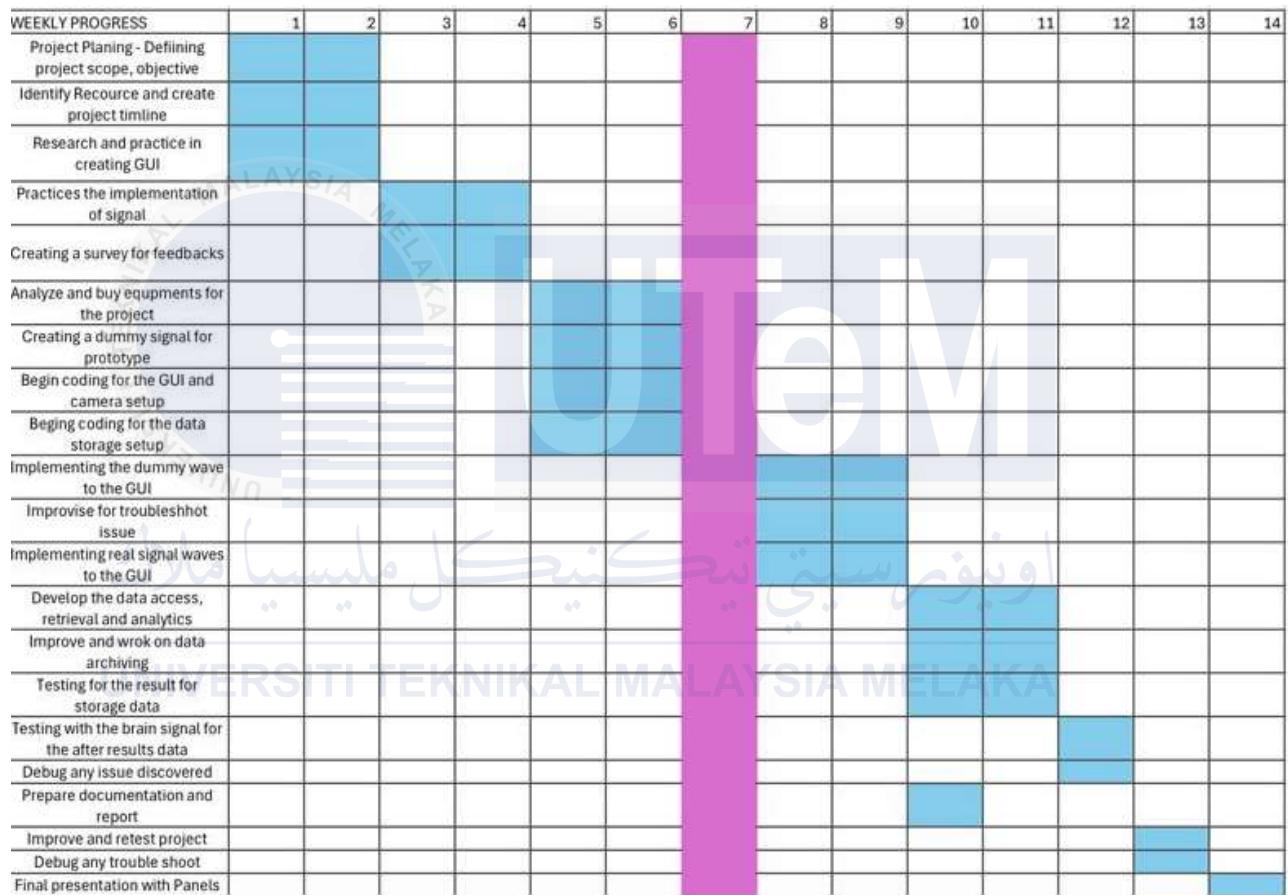 WEEKLY PROGRESS 1 2 3 4 5 6 7 8 9 10 11 12 13 14
Project Planing - Defiining
project scope, objective
Identify Recource and create
project timline
Research and practice in
creating GUI
Practices the implementation
of signal
Creating a survey for feedbacks
Analyze and buy equpments for
the project
Creating a dummy signal for
prototype
Begin coding for the GUI and
camera setup
Beging coding for the data
storage setup
Implementing the dummy wave
to the GUI
Improvise for troubleshhot
issue
Implementing real signal waves
to the GUI
Develop the data access,
retrieval and analytics
Improve and wrok on data
archiving
Testing for the result for
storage data
Testing with the brain signal for
the after results data
Debug any issue discovered
Prepare documentation and
report
Improve and retest project
Debug any trouble shoot
Final presentation with Panels
UTeM
اونيۏرسيتي تيكنيكل مليسيا ملاك
UNIVERSITI TEKNIKAL MALAYSIA MELAKA